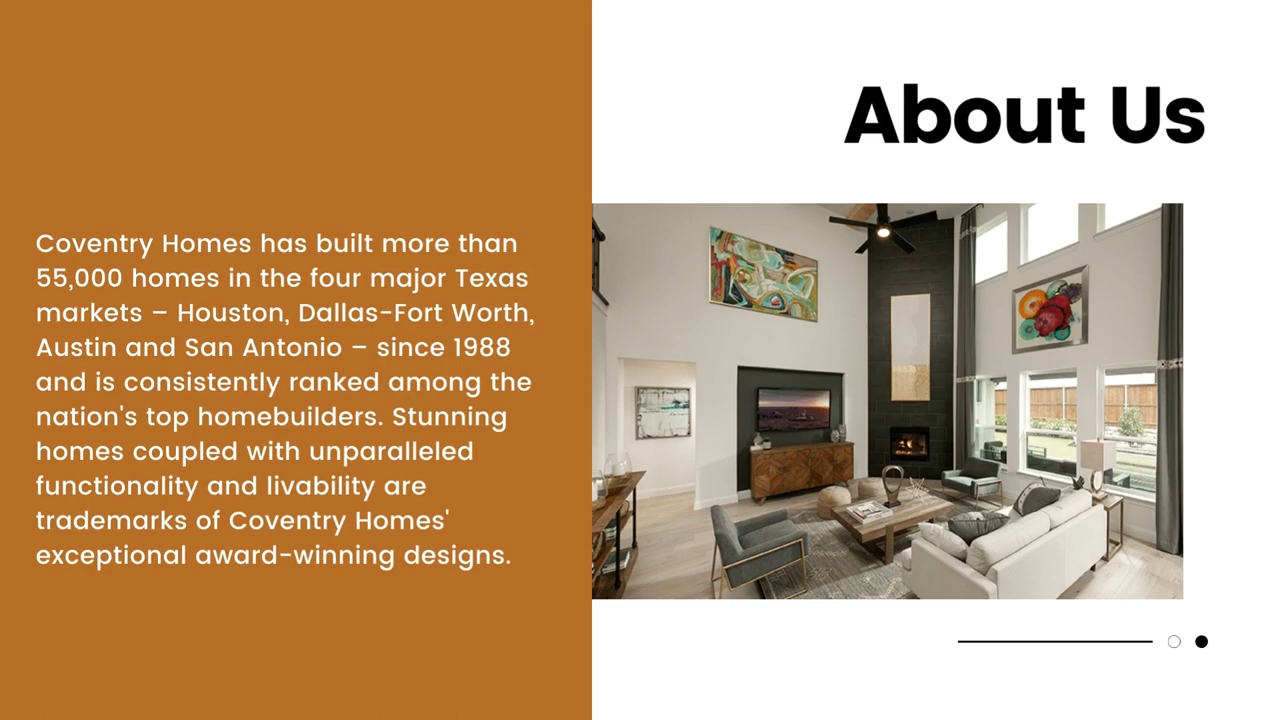 About Us
Coventry Homes has built more than
55,000 homes in the four major Texas
markets – Houston, Dallas-Fort Worth,
Austin and San Antonio – since 1988
and is consistently ranked among the
nation's top homebuilders. Stunning
homes coupled with unparalleled
functionality and livability are
trademarks of Coventry Homes'
exceptional award-winning designs.